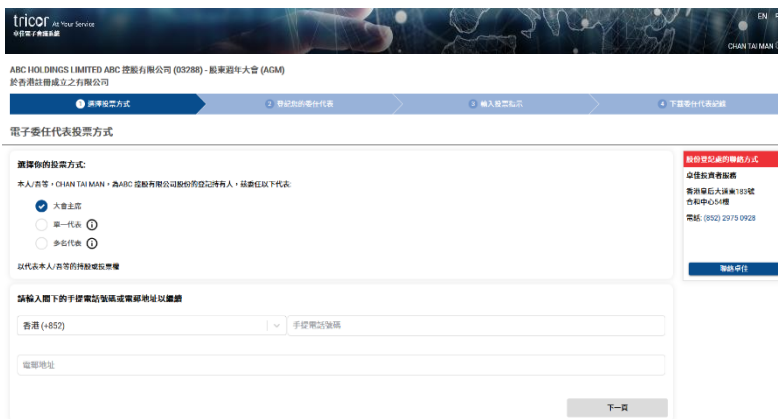 tricor At Your Service
卓佳電子會議系統
EN
CHAN TAI MAN
ABC HOLDINGS LIMITED ABC 控股有限公司 (03288) - 股東週年大會 (AGM)
於香港註冊成立之有限公司
1 選擇投票方式
2 登記您的委任代表
3 輸入投票指示
4 下載委任代表記錄
電子委任代表投票方式
選擇你的投票方式:
本人/吾等，CHAN TAI MAN，為ABC 控股有限公司股份的登記持有人，茲委任以下代表:
大會主席
單一代表
多名代表
以代表本人/吾等的持股或投票權
股份登記處的聯絡方式
卓佳投資者服務
香港皇后大道東183號
合和中心54樓
電話: (852) 2975 0928
聯絡卓佳
請輸入閣下的手提電話號碼或電郵地址以繼續
香港 (+852)
手提電話號碼
電郵地址
下一頁